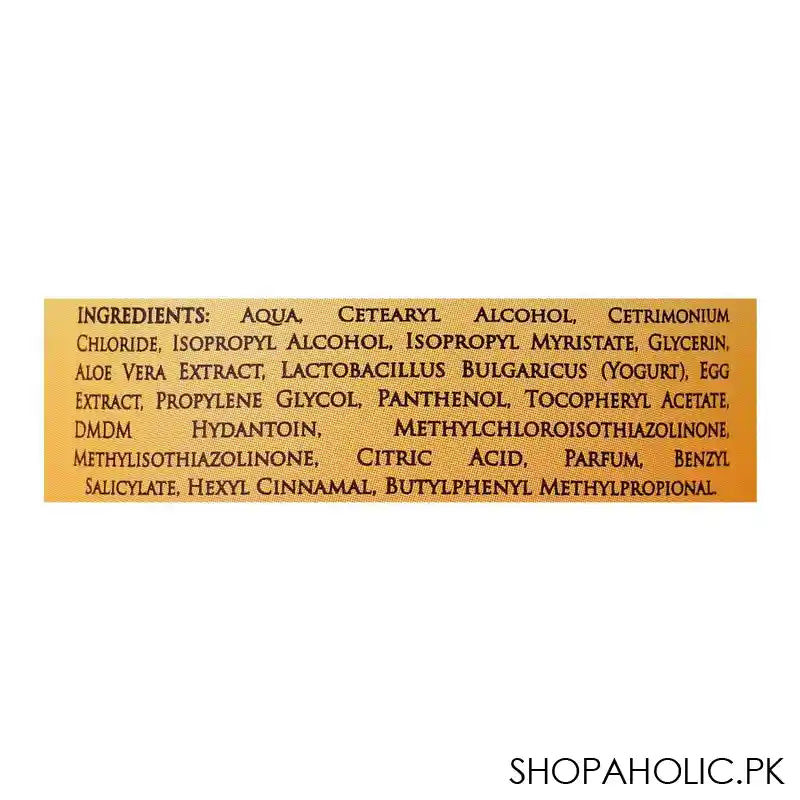 INGREDIENTS: AQUA, CETEARYL ALCOHOL, CETRIMONIUM
CHLORIDE, ISOPROPYL ALCOHOL, ISOPROPYL MYRISTATE, GLYCERIN,
ALOE VERA EXTRACT, LACTOBACILLUS BULGARICUS (YOGURT), EGG
EXTRACT, PROPYLENE GLYCOL, PANTHENOL, TOCOPHERYL ACETATE,
DMDM HYDANTOIN, METHYLCHLOROISOTHIAZOLINONE,
METHYLISOTHIAZOLINONE, CITRIC ACID, PARFUM, BENZYL
SALICYLATE, HEXYL CINNAMAL, BUTYLPHENYL METHYLPROPIONAL.
SHOPAHOLIC.PK